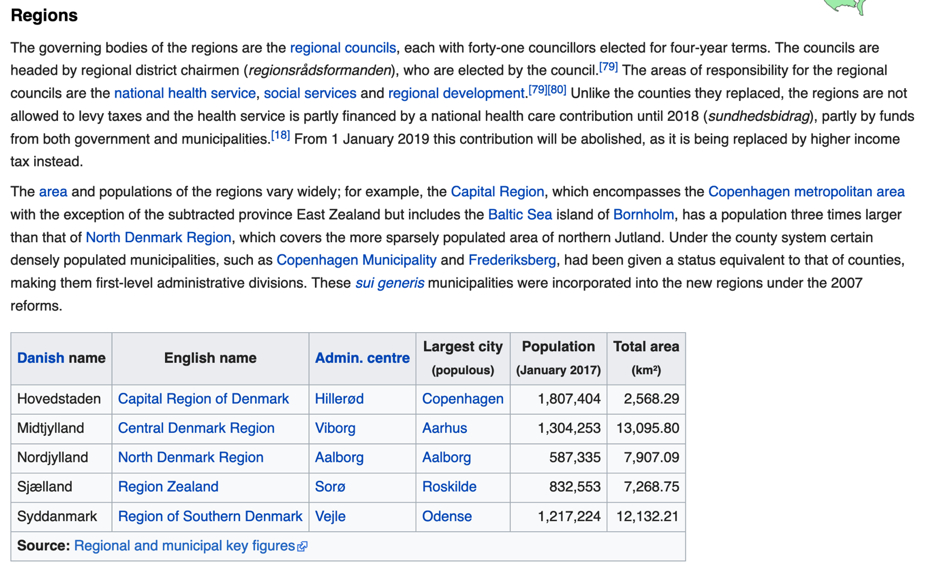 Regions
The governing bodies of the regions are the regional councils, each with forty-one councillors elected for four-year terms. The councils are
headed by regional district chairmen (regionsrådsformanden), who are elected by the council.[79] The areas of responsibility for the regional
councils are the national health service, social services and regional development.[79][80] Unlike the counties they replaced, the regions are not
allowed to levy taxes and the health service is partly financed by a national health care contribution until 2018 (sundhedsbidrag), partly by funds
from both government and municipalities.[18] From 1 January 2019 this contribution will be abolished, as it is being replaced by higher income
tax instead.
The area and populations of the regions vary widely; for example, the Capital Region, which encompasses the Copenhagen metropolitan area
with the exception of the subtracted province East Zealand but includes the Baltic Sea island of Bornholm, has a population three times larger
than that of North Denmark Region, which covers the more sparsely populated area of northern Jutland. Under the county system certain
densely populated municipalities, such as Copenhagen Municipality and Frederiksberg, had been given a status equivalent to that of counties,
making them first-level administrative divisions. These sui generis municipalities were incorporated into the new regions under the 2007
reforms.
Danish name English name Admin. centre Largest city (populous) Population (January 2017) Total area (km²)
Hovedstaden Capital Region of Denmark Hillerød Copenhagen 1,807,404 2,568.29
Midtjylland Central Denmark Region Viborg Aarhus 1,304,253 13,095.80
Nordjylland North Denmark Region Aalborg Aalborg 587,335 7,907.09
Sjælland Region Zealand Sorø Roskilde 832,553 7,268.75
Syddanmark Region of Southern Denmark Vejle Odense 1,217,224 12,132.21
Source: Regional and municipal key figures